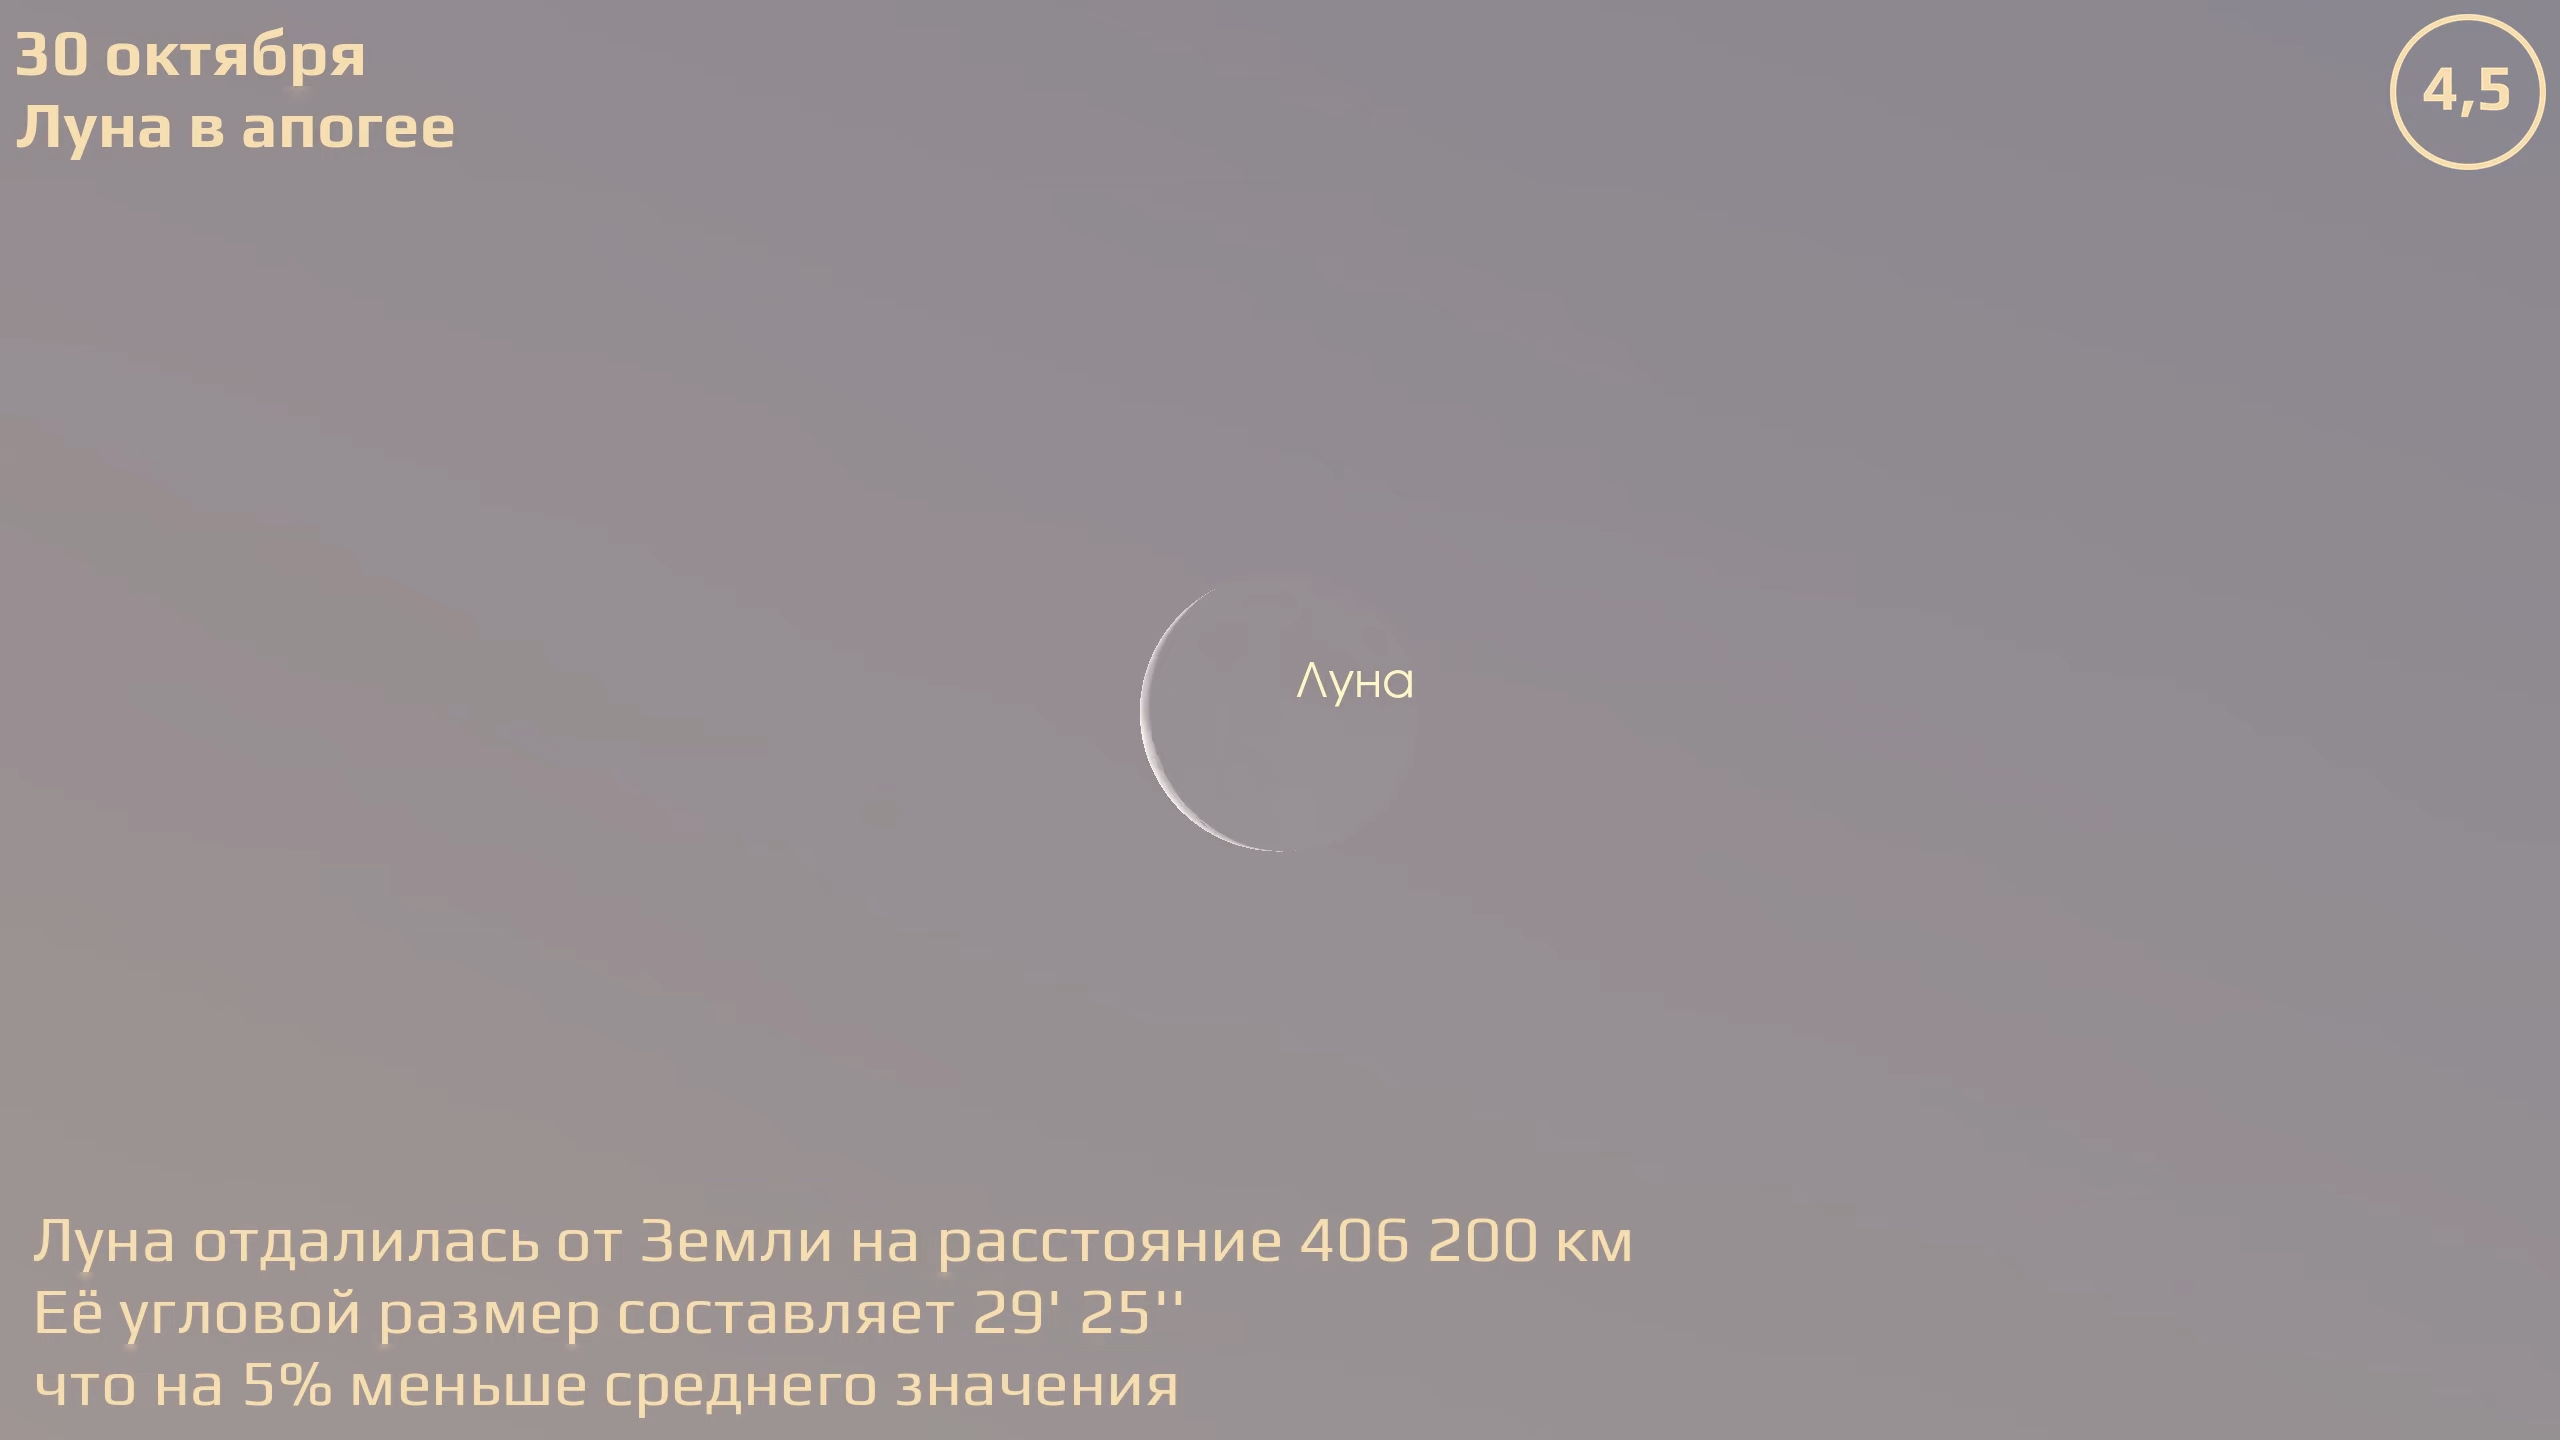 30 октября
Луна в апогее
4,5
Луна
Луна отдалилась от Земли на расстояние 406 200 км
Её угловой размер составляет 29' 25''
что на 5% меньше среднего значения